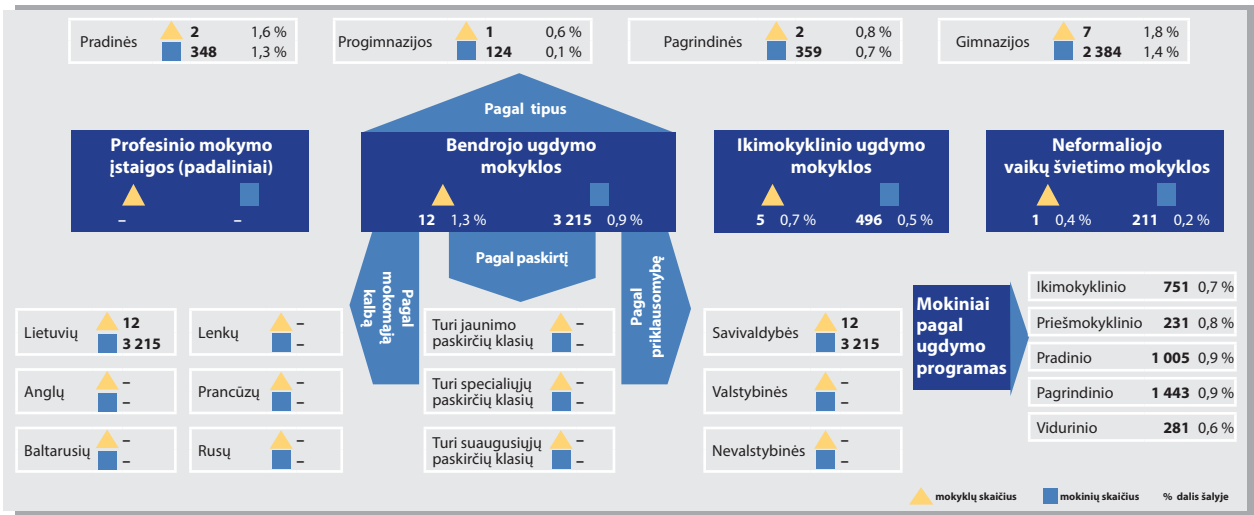 Pradinės
2 1,6 %
348 1,3 %
Progimnazijos
1 0,6 %
124 0,1 %
Pagrindinės
2 0,8 %
359 0,7 %
Gimnazijos
7 1,8 %
2 384 1,4 %
Pagal tipus
Profesinio mokymo
įstaigos (padaliniai)
– –
Bendrojo ugdymo
mokyklos
12 1,3 % 3 215 0,9 %
Ikimokyklinio ugdymo
mokyklos
5 0,7 % 496 0,5 %
Neformaliojo
vaikų švietimo mokyklos
1 0,4 % 211 0,2 %
Pagal
mokomąją
kalbą
Pagal paskirtį
Pagal
priklausomybę
Lietuvių
12
3 215
Lenkų
–
–
Anglų
–
–
Prancūzų
–
–
Baltarusių
–
–
Rusų
–
–
Turi jaunimo
paskirčių klasių
–
–
Turi specialiųjų
paskirčių klasių
–
–
Turi suaugusiųjų
paskirčių klasių
–
–
Savivaldybės
12
3 215
Valstybinės
–
–
Nevalstybinės
–
–
Mokiniai
pagal
ugdymo
programas
Ikimokyklinio 751 0,7 %
Priešmokyklinio 231 0,8 %
Pradinio 1 005 0,9 %
Pagrindinio 1 443 0,9 %
Vidurinio 281 0,6 %
mokyklų skaičius mokinių skaičius % dalis šalyje